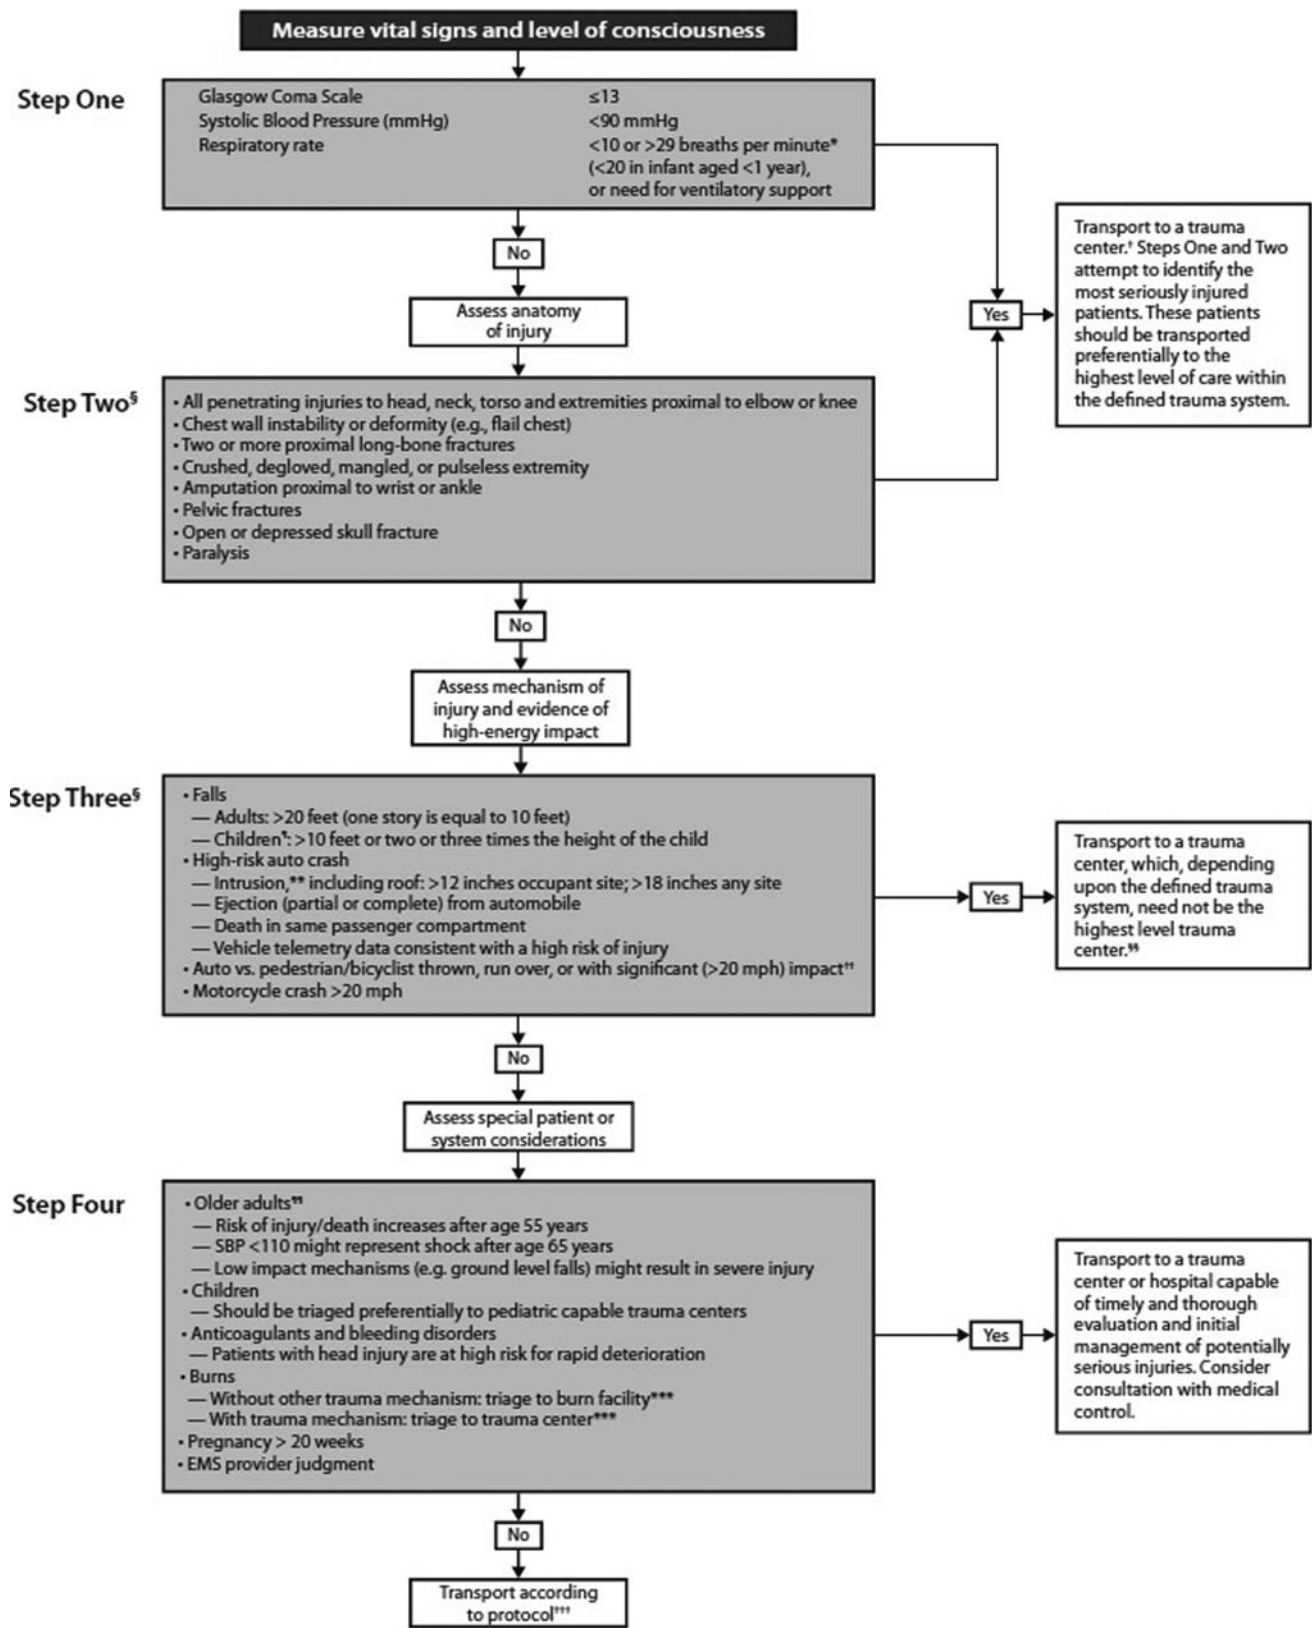 Measure vital signs and level of consciousness
Step One
Glasgow Coma Scale ≤13
Systolic Blood Pressure (mmHg) <90 mmHg
Respiratory rate <10 or >29 breaths per minute*
(<20 in infant aged <1 year),
or need for ventilatory support
No
Assess anatomy
of injury
Yes
Transport to a trauma
center.† Steps One and Two
attempt to identify the
most seriously injured
patients. These patients
should be transported
preferentially to the
highest level of care within
the defined trauma system.
Step Two§
• All penetrating injuries to head, neck, torso and extremities proximal to elbow or knee
• Chest wall instability or deformity (e.g., flail chest)
• Two or more proximal long-bone fractures
• Crushed, degloved, mangled, or pulseless extremity
• Amputation proximal to wrist or ankle
• Pelvic fractures
• Open or depressed skull fracture
• Paralysis
No
Assess mechanism of
injury and evidence of
high-energy impact
Step Three§
• Falls
— Adults: >20 feet (one story is equal to 10 feet)
— Children¶: >10 feet or two or three times the height of the child
• High-risk auto crash
— Intrusion,** including roof: >12 inches occupant site; >18 inches any site
— Ejection (partial or complete) from automobile
— Death in same passenger compartment
— Vehicle telemetry data consistent with a high risk of injury
• Auto vs. pedestrian/bicyclist thrown, run over, or with significant (>20 mph) impact††
• Motorcycle crash >20 mph
Yes
Transport to a trauma
center, which, depending
upon the defined trauma
system, need not be the
highest level trauma
center.§§
No
Assess special patient or
system considerations
Step Four
• Older adults¶¶
— Risk of injury/death increases after age 55 years
— SBP <110 might represent shock after age 65 years
— Low impact mechanisms (e.g. ground level falls) might result in severe injury
• Children
— Should be triaged preferentially to pediatric capable trauma centers
• Anticoagulants and bleeding disorders
— Patients with head injury are at high risk for rapid deterioration
• Burns
— Without other trauma mechanism: triage to burn facility***
— With trauma mechanism: triage to trauma center***
• Pregnancy > 20 weeks
• EMS provider judgment
Yes
Transport to a trauma
center or hospital capable
of timely and thorough
evaluation and initial
management of potentially
serious injuries. Consider
consultation with medical
control.
No
Transport according
to protocol†††